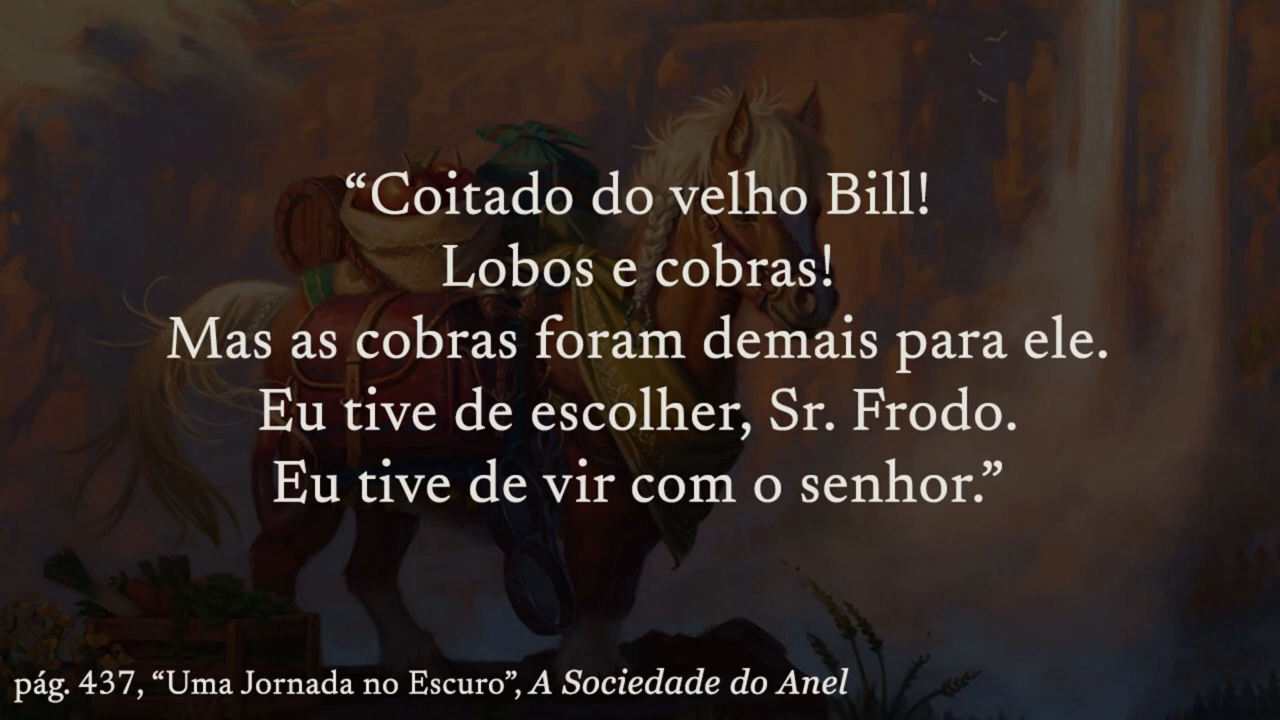 “Coitado do velho Bill!
Lobos e cobras!
Mas as cobras foram demais para ele.
Eu tive de escolher, Sr. Frodo.
Eu tive de vir com o senhor.”
pág. 437, “Uma Jornada no Escuro”, A Sociedade do Anel